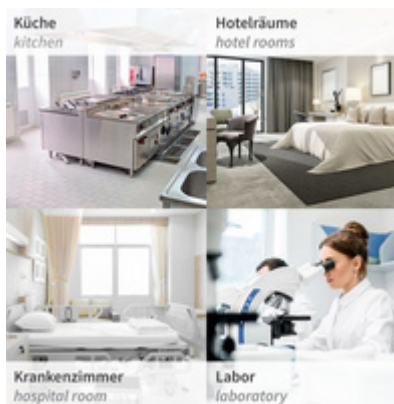 Küche
kitchen
Hotelräume
hotel rooms
Krankenzimmer
hospital room
Labor
laboratory